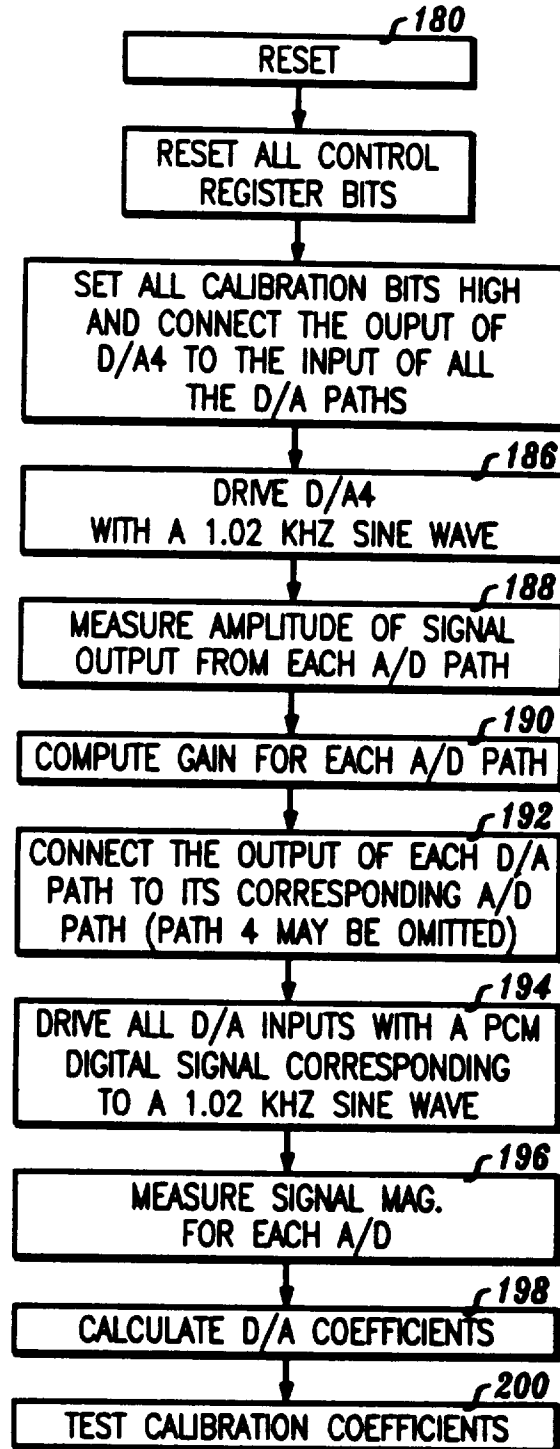 180
RESET
RESET ALL CONTROL
REGISTER BITS
SET ALL CALIBRATION BITS HIGH
AND CONNECT THE OUPUT OF
D/A4 TO THE INPUT OF ALL
THE D/A PATHS
186
DRIVE D/A4
WITH A 1.02 KHZ SINE WAVE
188
MEASURE AMPLITUDE OF SIGNAL
OUTPUT FROM EACH A/D PATH
190
COMPUTE GAIN FOR EACH A/D PATH
192
CONNECT THE OUTPUT OF EACH D/A
PATH TO ITS CORRESPONDING A/D
PATH (PATH 4 MAY BE OMITTED)
194
DRIVE ALL D/A INPUTS WITH A PCM
DIGITAL SIGNAL CORRESPONDING
TO A 1.02 KHZ SINE WAVE
196
MEASURE SIGNAL MAG.
FOR EACH A/D
198
CALCULATE D/A COEFFICIENTS
200
TEST CALIBRATION COEFFICIENTS